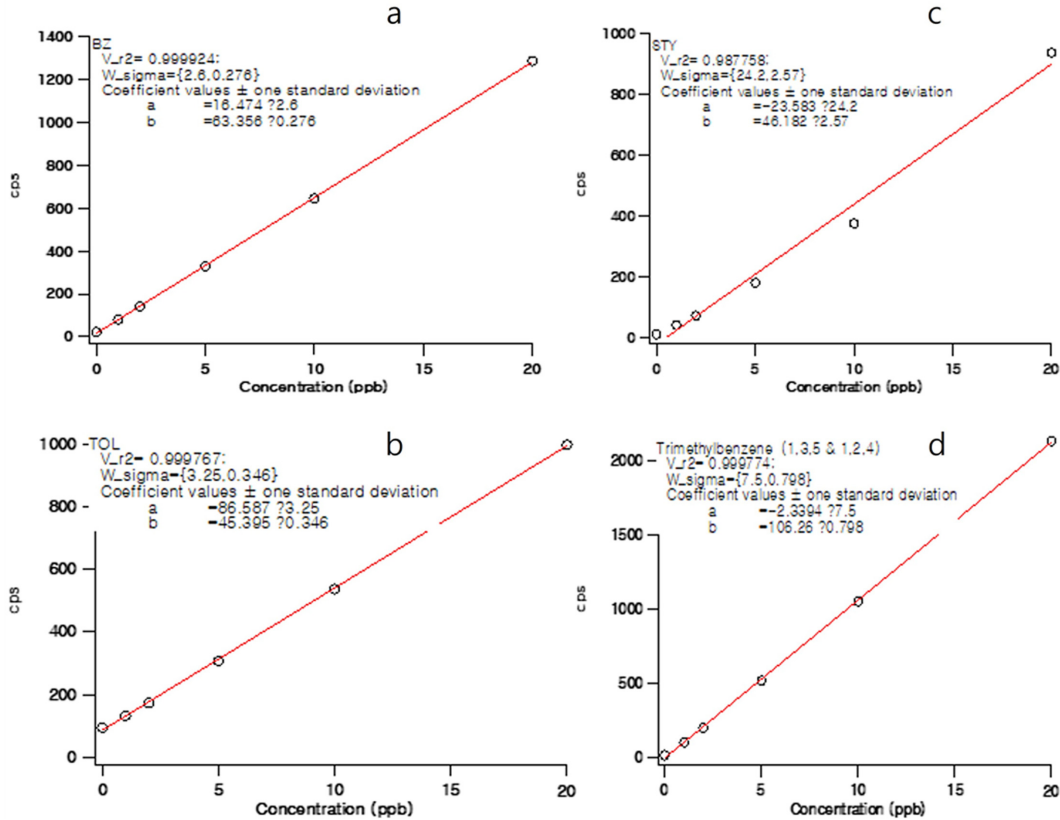 a
BZ
V_r2= 0.999924;
W_sigma={2.6,0.276}
Coefficient values ± one standard deviation
a =16.474 ?2.6
b =63.356 ?0.276
1400
1200
1000
800
600
400
200
0
cps
0 5 10 15 20
Concentration (ppb)
c
STY
V_r2= 0.987758;
W_sigma={24.2,2.57}
Coefficient values ± one standard deviation
a =-23.583 ?24.2
b =46.182 ?2.57
1000
800
600
400
200
0
cps
0 5 10 15 20
Concentration (ppb)
b
TOL
V_r2= 0.999767;
W_sigma={3.25,0.346}
Coefficient values ± one standard deviation
a =86.587 ?3.25
b =45.395 ?0.346
1000
800
600
400
200
0
cps
0 5 10 15 20
Concentration (ppb)
d
Trimethylbenzene (1.3.5 & 1.2.4)
V_r2= 0.999774;
W_sigma={7.5,0.798}
Coefficient values ± one standard deviation
a =-2.3394 ?7.5
b =106.26 ?0.798
2000
1500
1000
500
0
cps
0 5 10 15 20
Concentration (ppb)